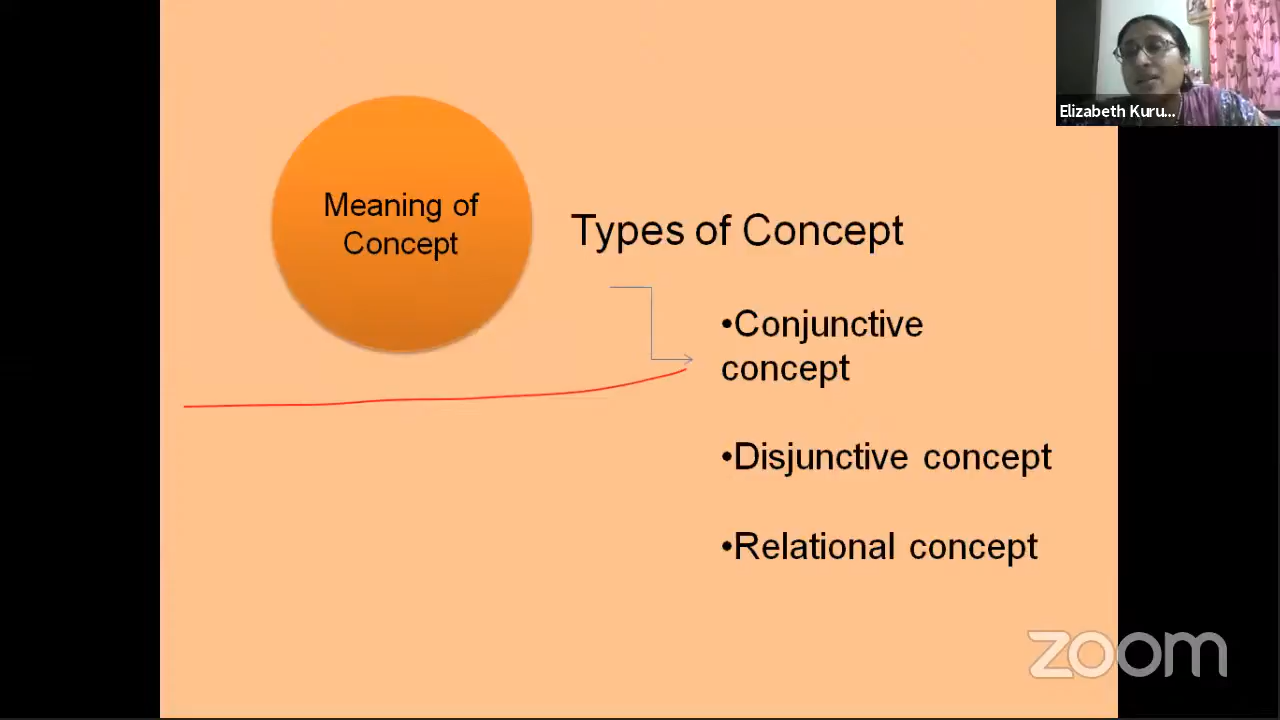 Elizabeth Kuru...
Meaning of
Concept
Types of Concept
•Conjunctive
concept
•Disjunctive concept
•Relational concept
zoom